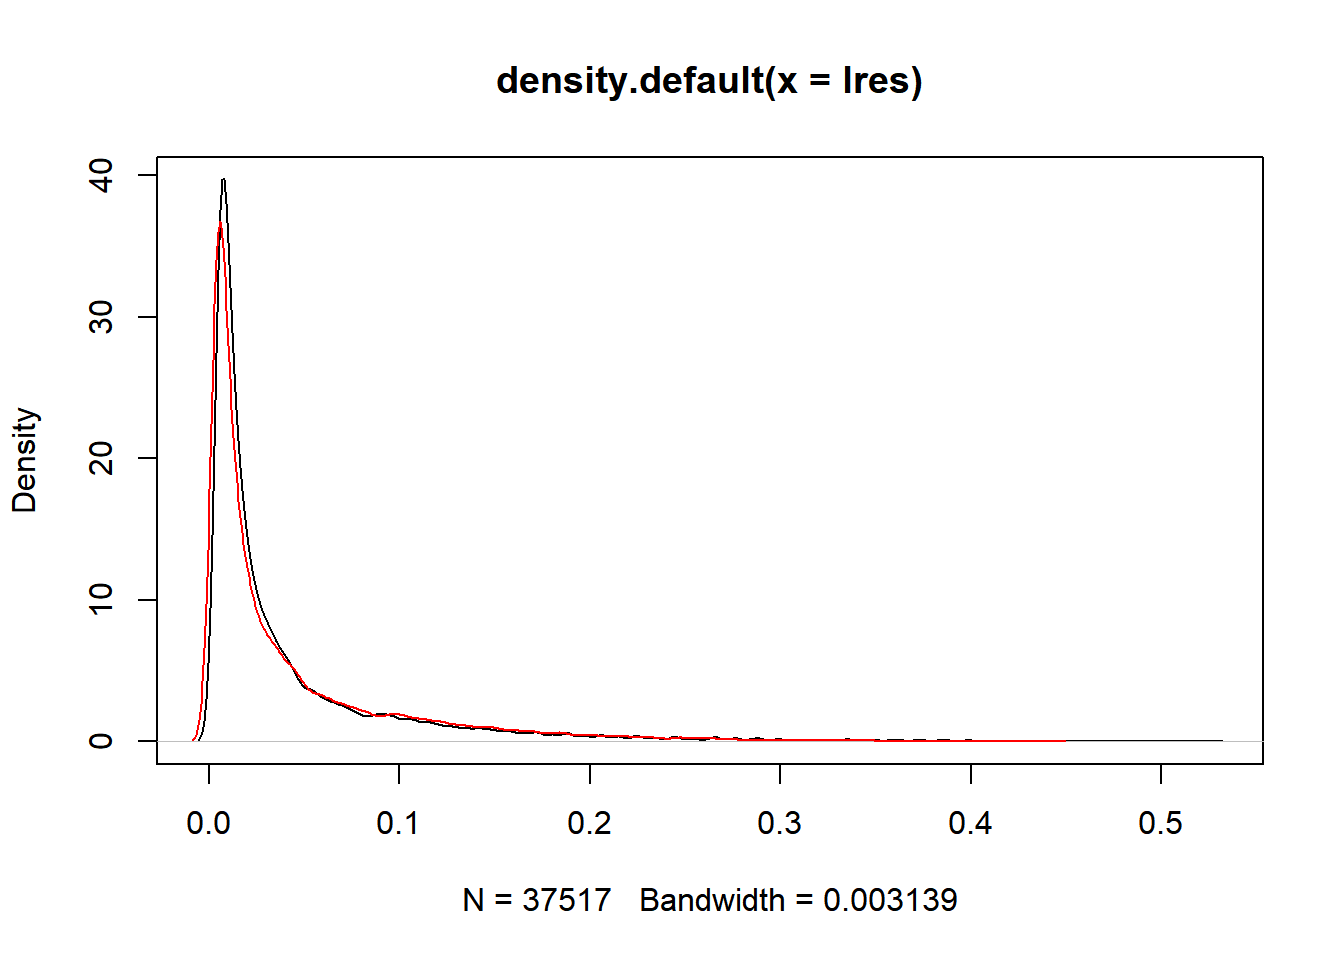 density.default(x = lres)
Density
40
30
20
10
0
0.0 0.1 0.2 0.3 0.4 0.5
N = 37517 Bandwidth = 0.003139